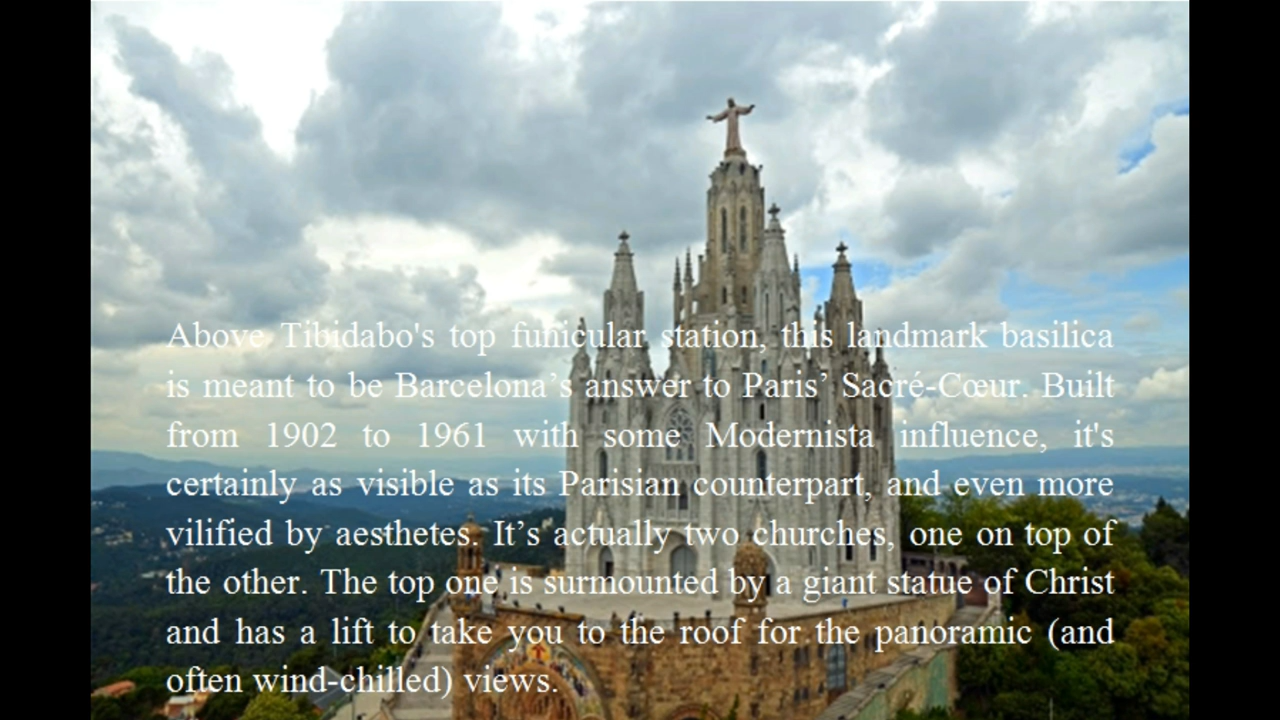 Above Tibidabo's top funicular station, this landmark basilica
is meant to be Barcelona’s answer to Paris’ Sacré-Cœur. Built
from 1902 to 1961 with some Modernista influence, it's
certainly as visible as its Parisian counterpart, and even more
vilified by aesthetes. It’s actually two churches, one on top of
the other. The top one is surmounted by a giant statue of Christ
and has a lift to take you to the roof for the panoramic (and
often wind-chilled) views.